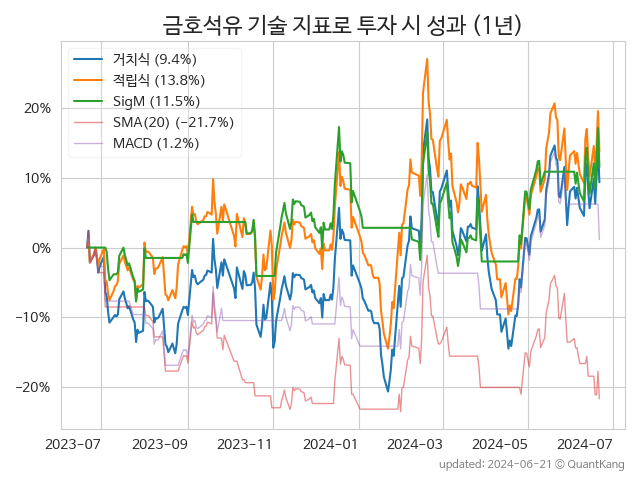 금호석유 기술 지표로 투자 시 성과 (1년)
거치식 (9.4%)
적립식 (13.8%)
SigM (11.5%)
SMA(20) (−21.7%)
MACD (1.2%)
20%
10%
0%
−10%
−20%
2023-07 2023-09 2023-11 2024-01 2024-03 2024-05 2024-07
updated: 2024-06-21 © QuantKang